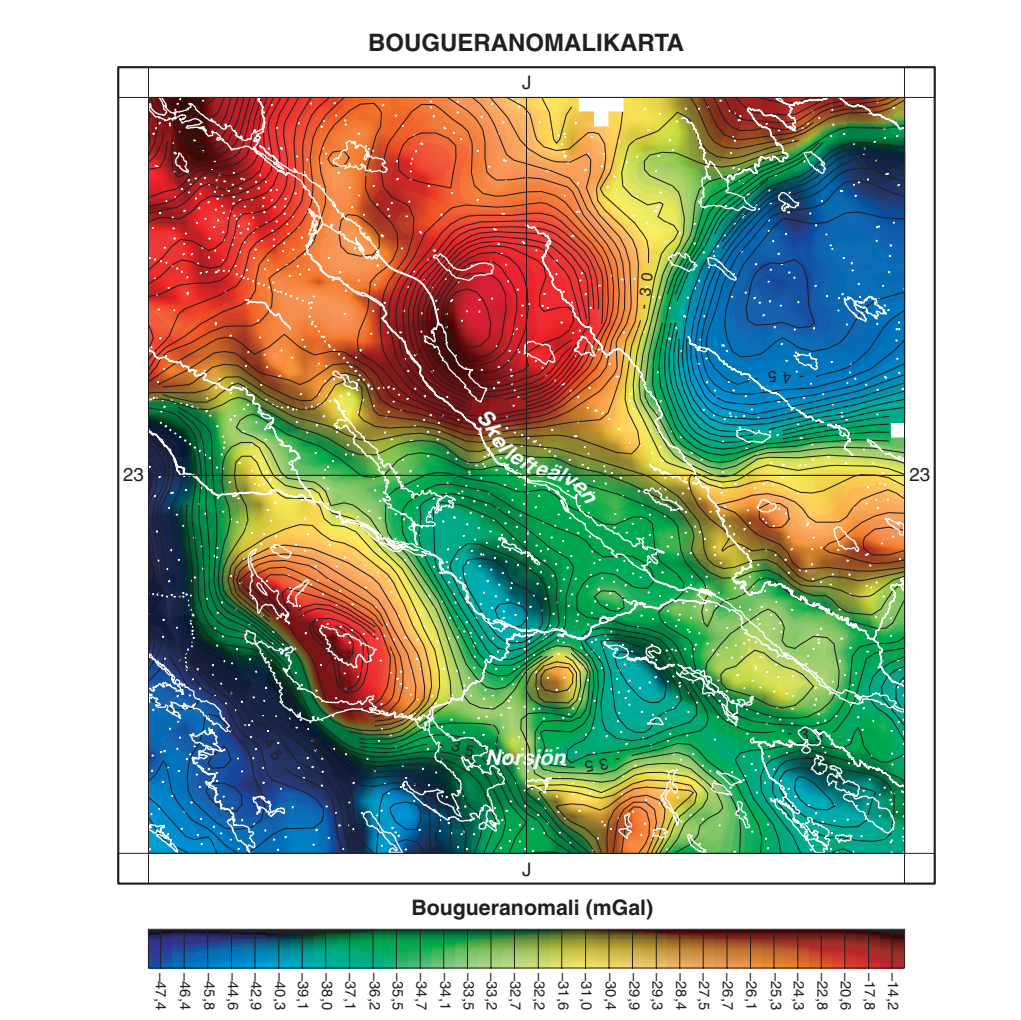 BOUGUERANOMALIKARTA
J
-30
-45
Skellefteälven
23
23
-45
35
-35
Norsjön
J
Bougueranomali (mGal)
–47,4 –46,4 –45,8 –44,6 –42,9 –40,3 –39,1 –38,0 –37,1 –36,2 –35,5 –34,7 –34,1 –33,5 –33,2 –32,7 –32,2 –31,6 –31,0 –30,4 –29,9 –29,3 –28,4 –27,5 –26,7 –26,1 –25,3 –24,3 –22,8 –20,6 –17,8 –14,2